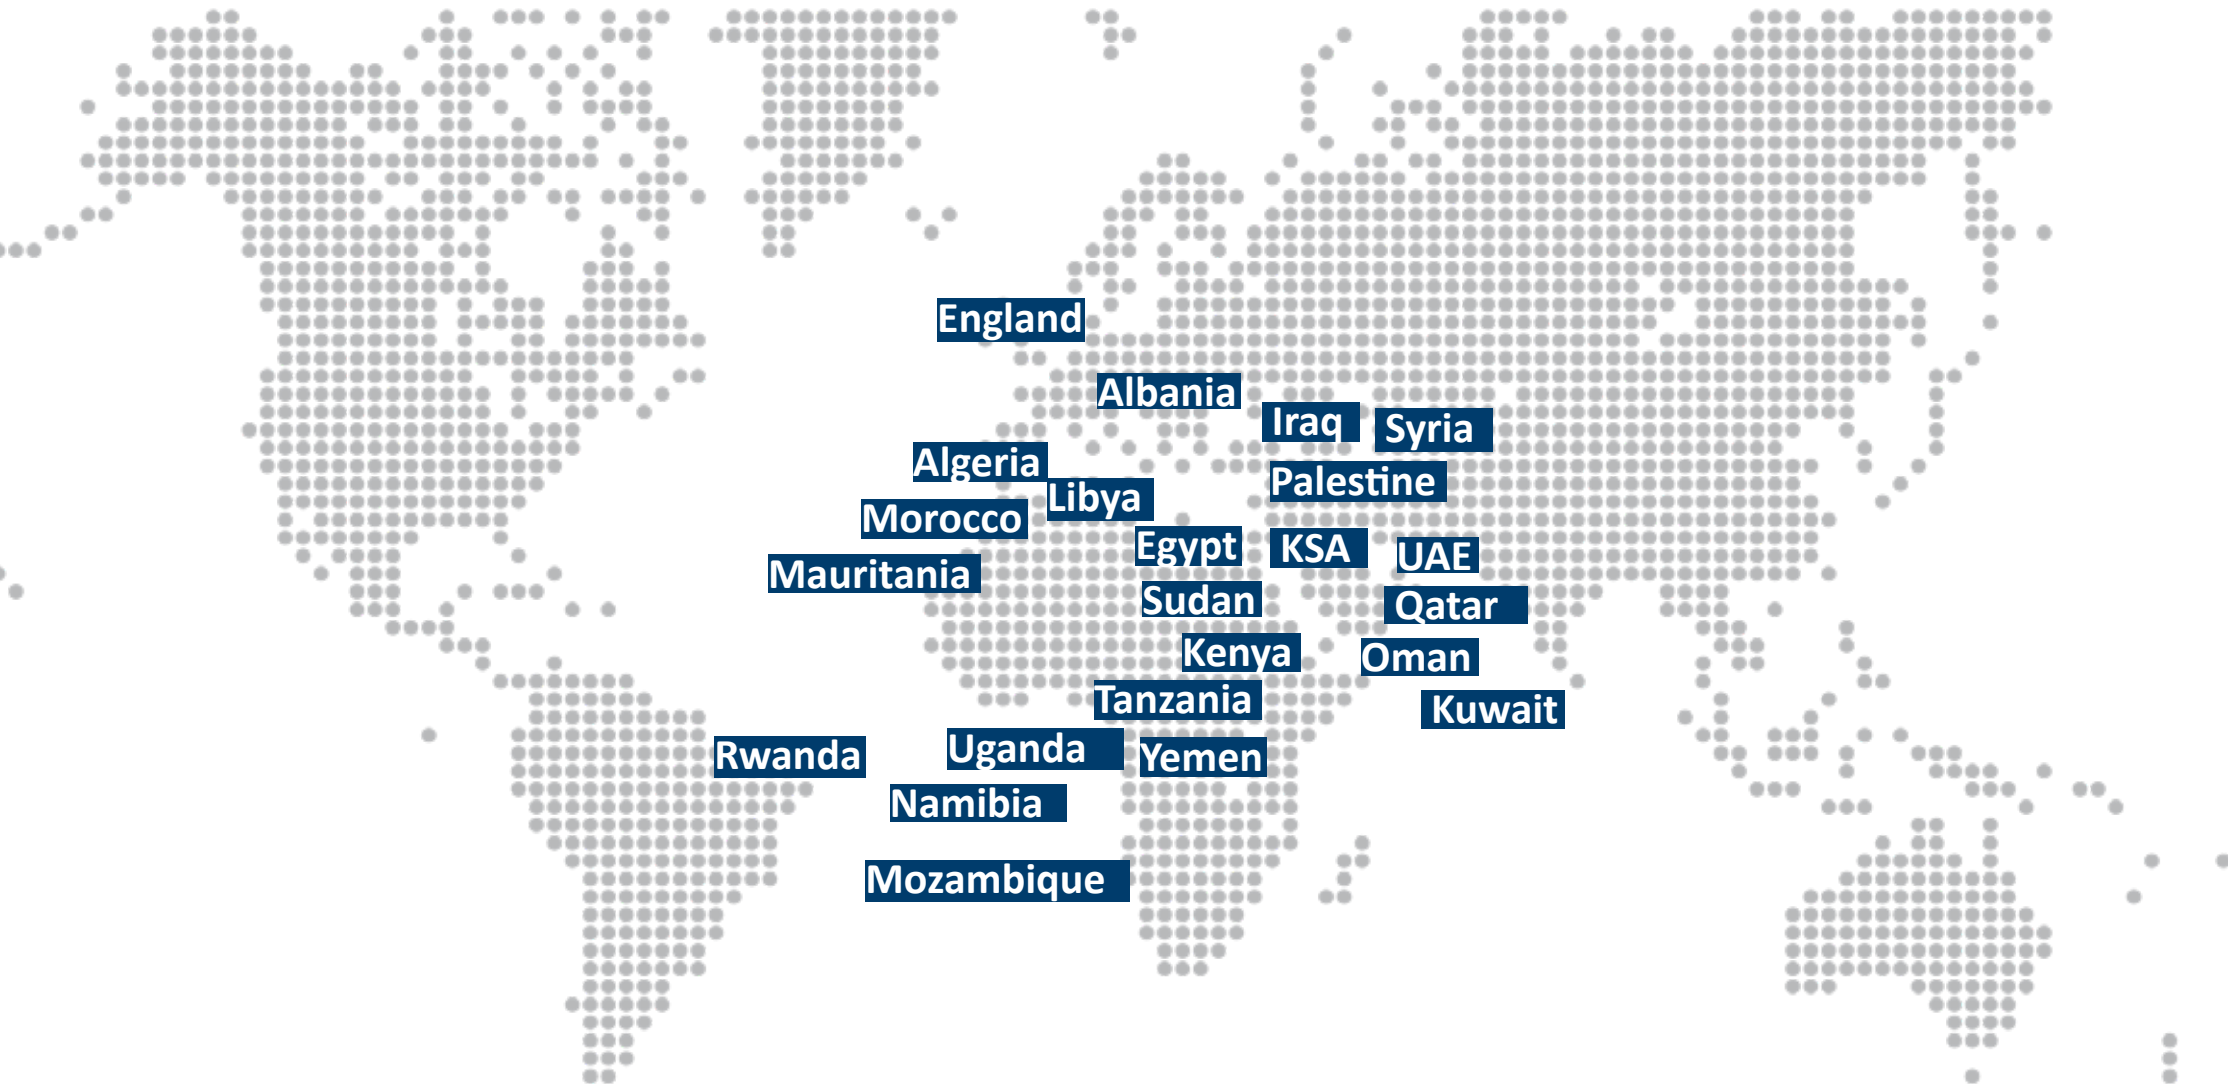 England
Albania
Iraq
Syria
Algeria
Palestine
Libya
Morocco
Egypt
KSA
UAE
Mauritania
Sudan
Qatar
Kenya
Oman
Tanzania
Kuwait
Uganda
Rwanda
Yemen
Namibia
Mozambique